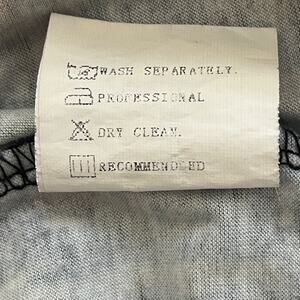 WASH SEPARATELY.
PROFESSIONAL
DRY CLEAN.
RECOMMENDED